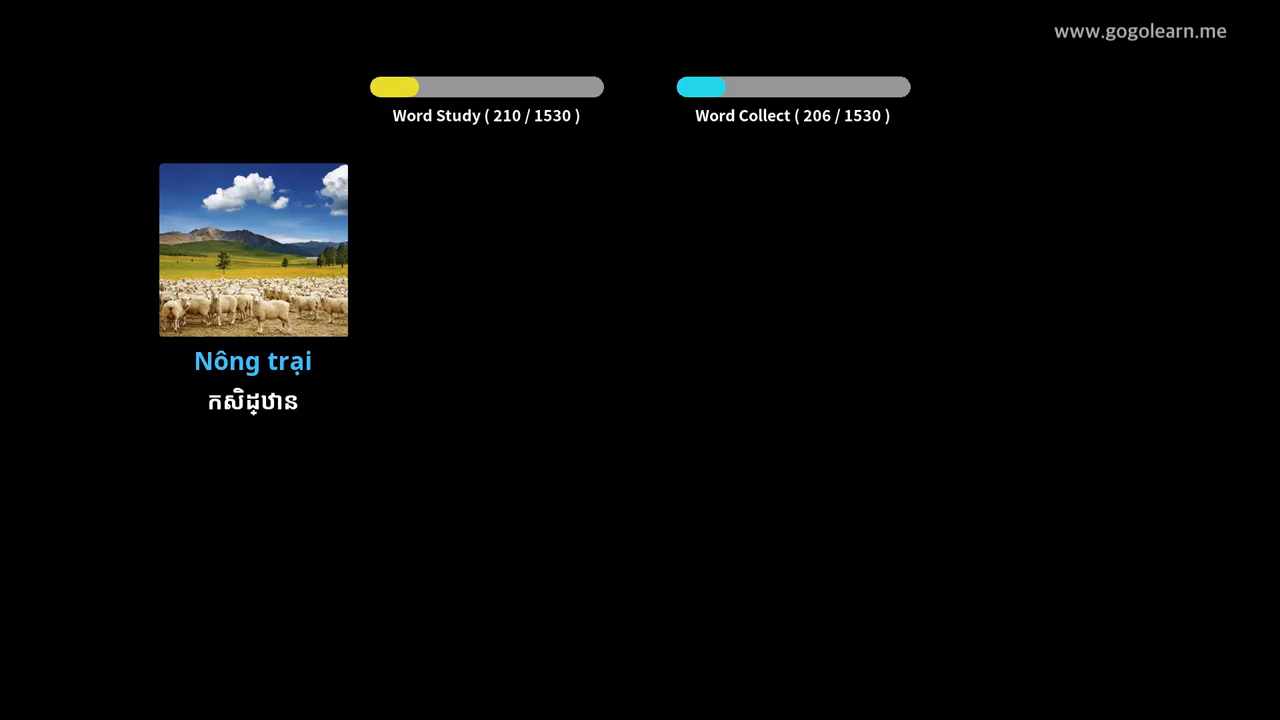 www.gogolearn.me
Word Study ( 210 / 1530 )
Word Collect ( 206 / 1530 )
Nông trại
កសិដ្ឋាន